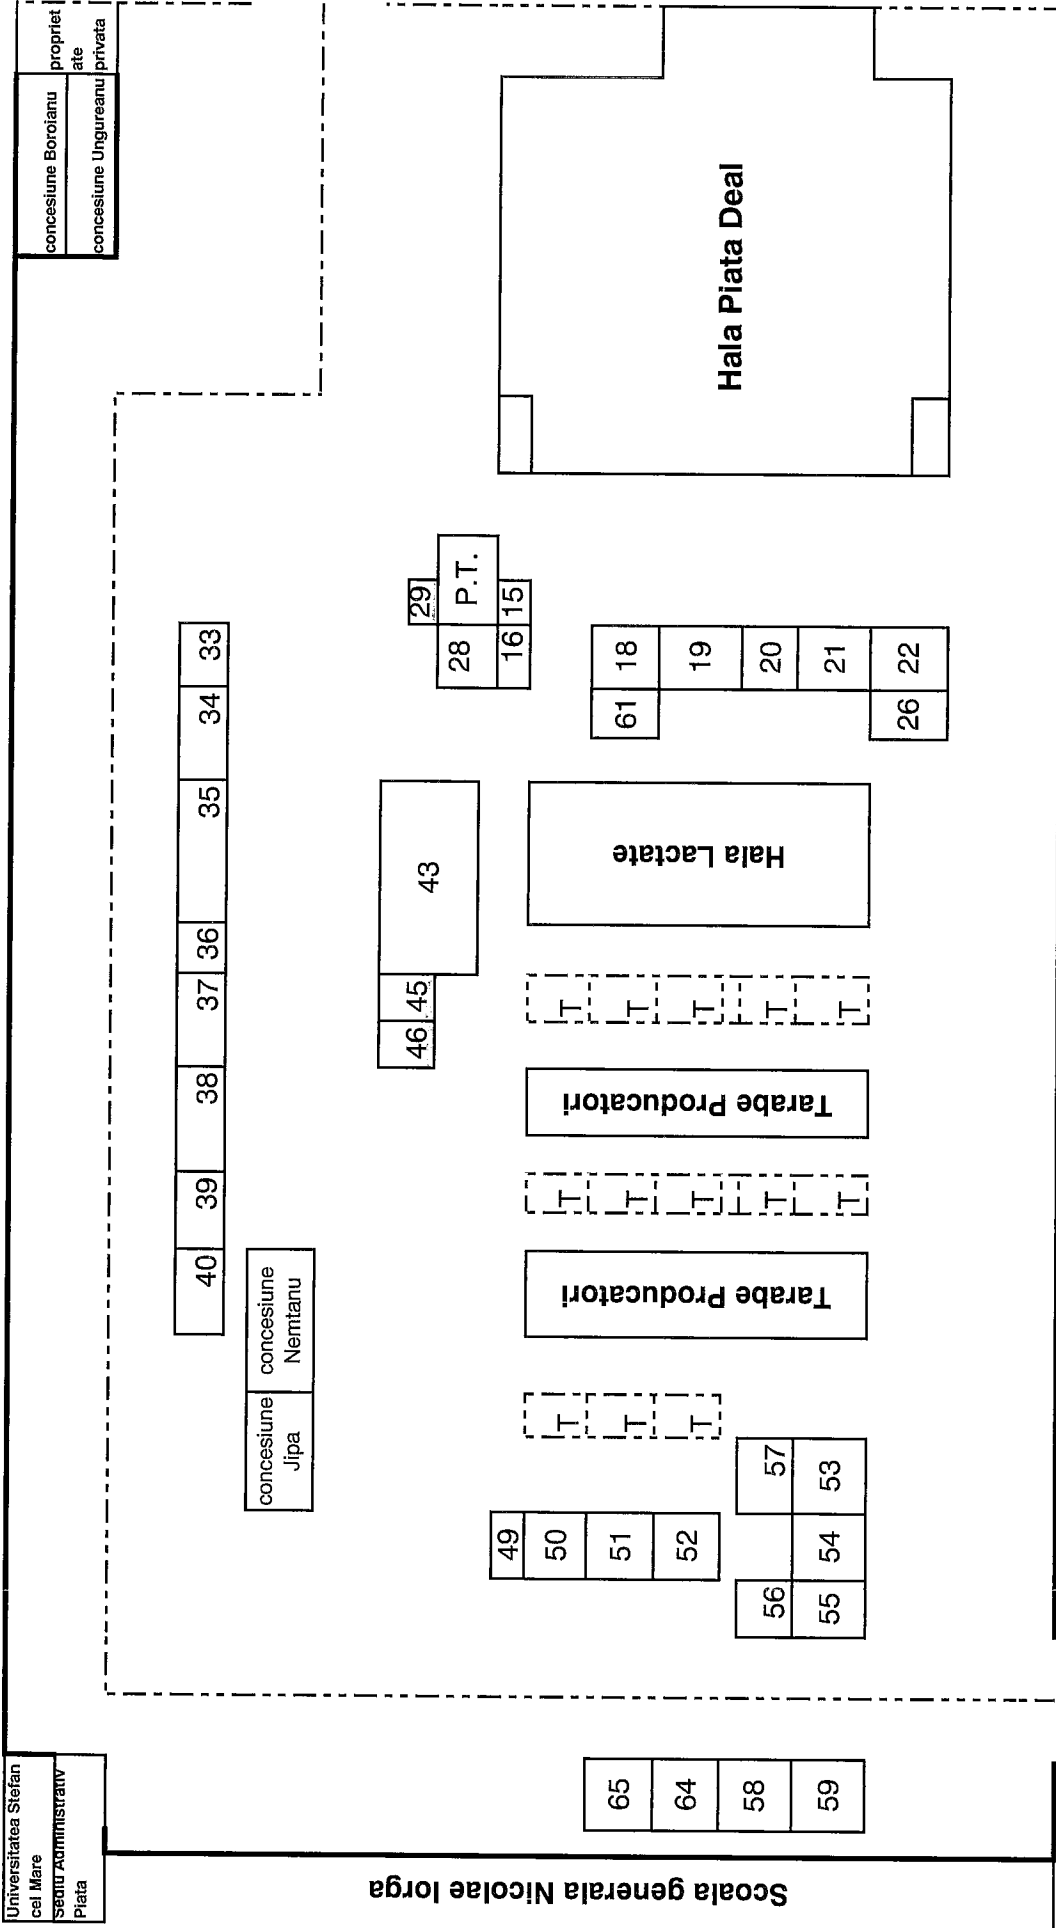 Universitatea Stefan
cel Mare
Sediu Administrativ
Piata
concesiune Boroianu
concesiune Ungureanu
propriet
ate
privata
40
39
38
37
36
35
34
33
concesiune
Jipa
concesiune
Nemtanu
46
45
43
29
28
P.T.
16
15
49
50
51
52
T
T
T
Tarabe Producatori
T
T
T
T
T
Tarabe Producatori
T
T
T
T
T
Hala Lactate
61
18
19
20
21
26
22
Hala Piata Deal
56
57
55
54
53
65
64
58
59
Scoala generala Nicolae Iorga